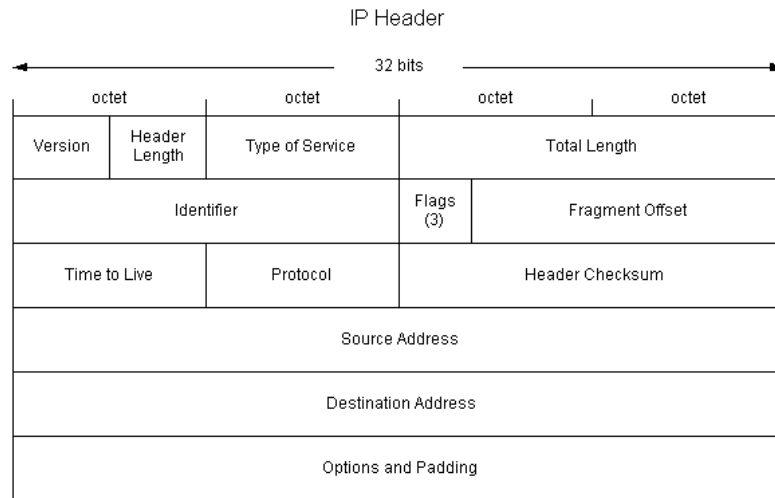 IP Header
32 bits
octet octet octet octet
Version Header Length Type of Service Total Length
Identifier Flags (3) Fragment Offset
Time to Live Protocol Header Checksum
Source Address
Destination Address
Options and Padding